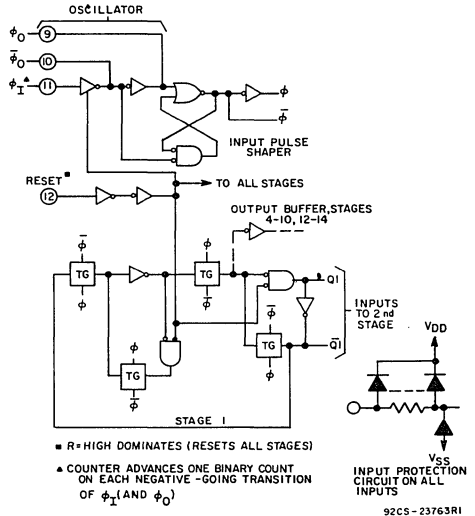 OSCILLATOR
φO 9
φ̄O 10
φI▲ 11
φ
φ̄
INPUT PULSE
SHAPER
RESET■
12
TO ALL STAGES
OUTPUT BUFFER, STAGES
4-10, 12-14
φ̄
TG
φ
φ
TG
φ̄
φ
TG
φ̄
φ̄
TG
φ
Q1
Q̄1
INPUTS
TO 2nd
STAGE
STAGE 1
VDD
VSS
■ R=HIGH DOMINATES (RESETS ALL STAGES)
▲ COUNTER ADVANCES ONE BINARY COUNT
ON EACH NEGATIVE-GOING TRANSITION
OF φI (AND φO)
INPUT PROTECTION
CIRCUIT ON ALL
INPUTS
92CS-23763R1